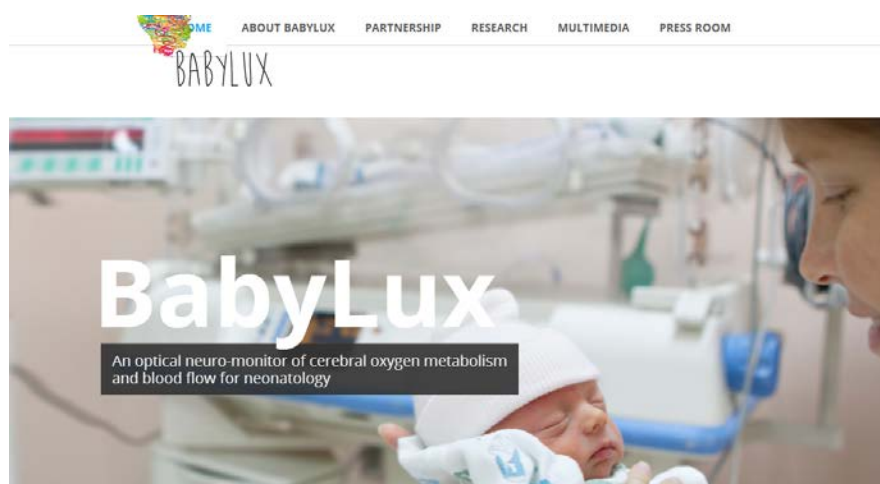 ABOUT BABYLUX PARTNERSHIP RESEARCH MULTIMEDIA PRESS ROOM
BABYLUX
BabyLux
An optical neuro-monitor of cerebral oxygen metabolism
and blood flow for neonatology